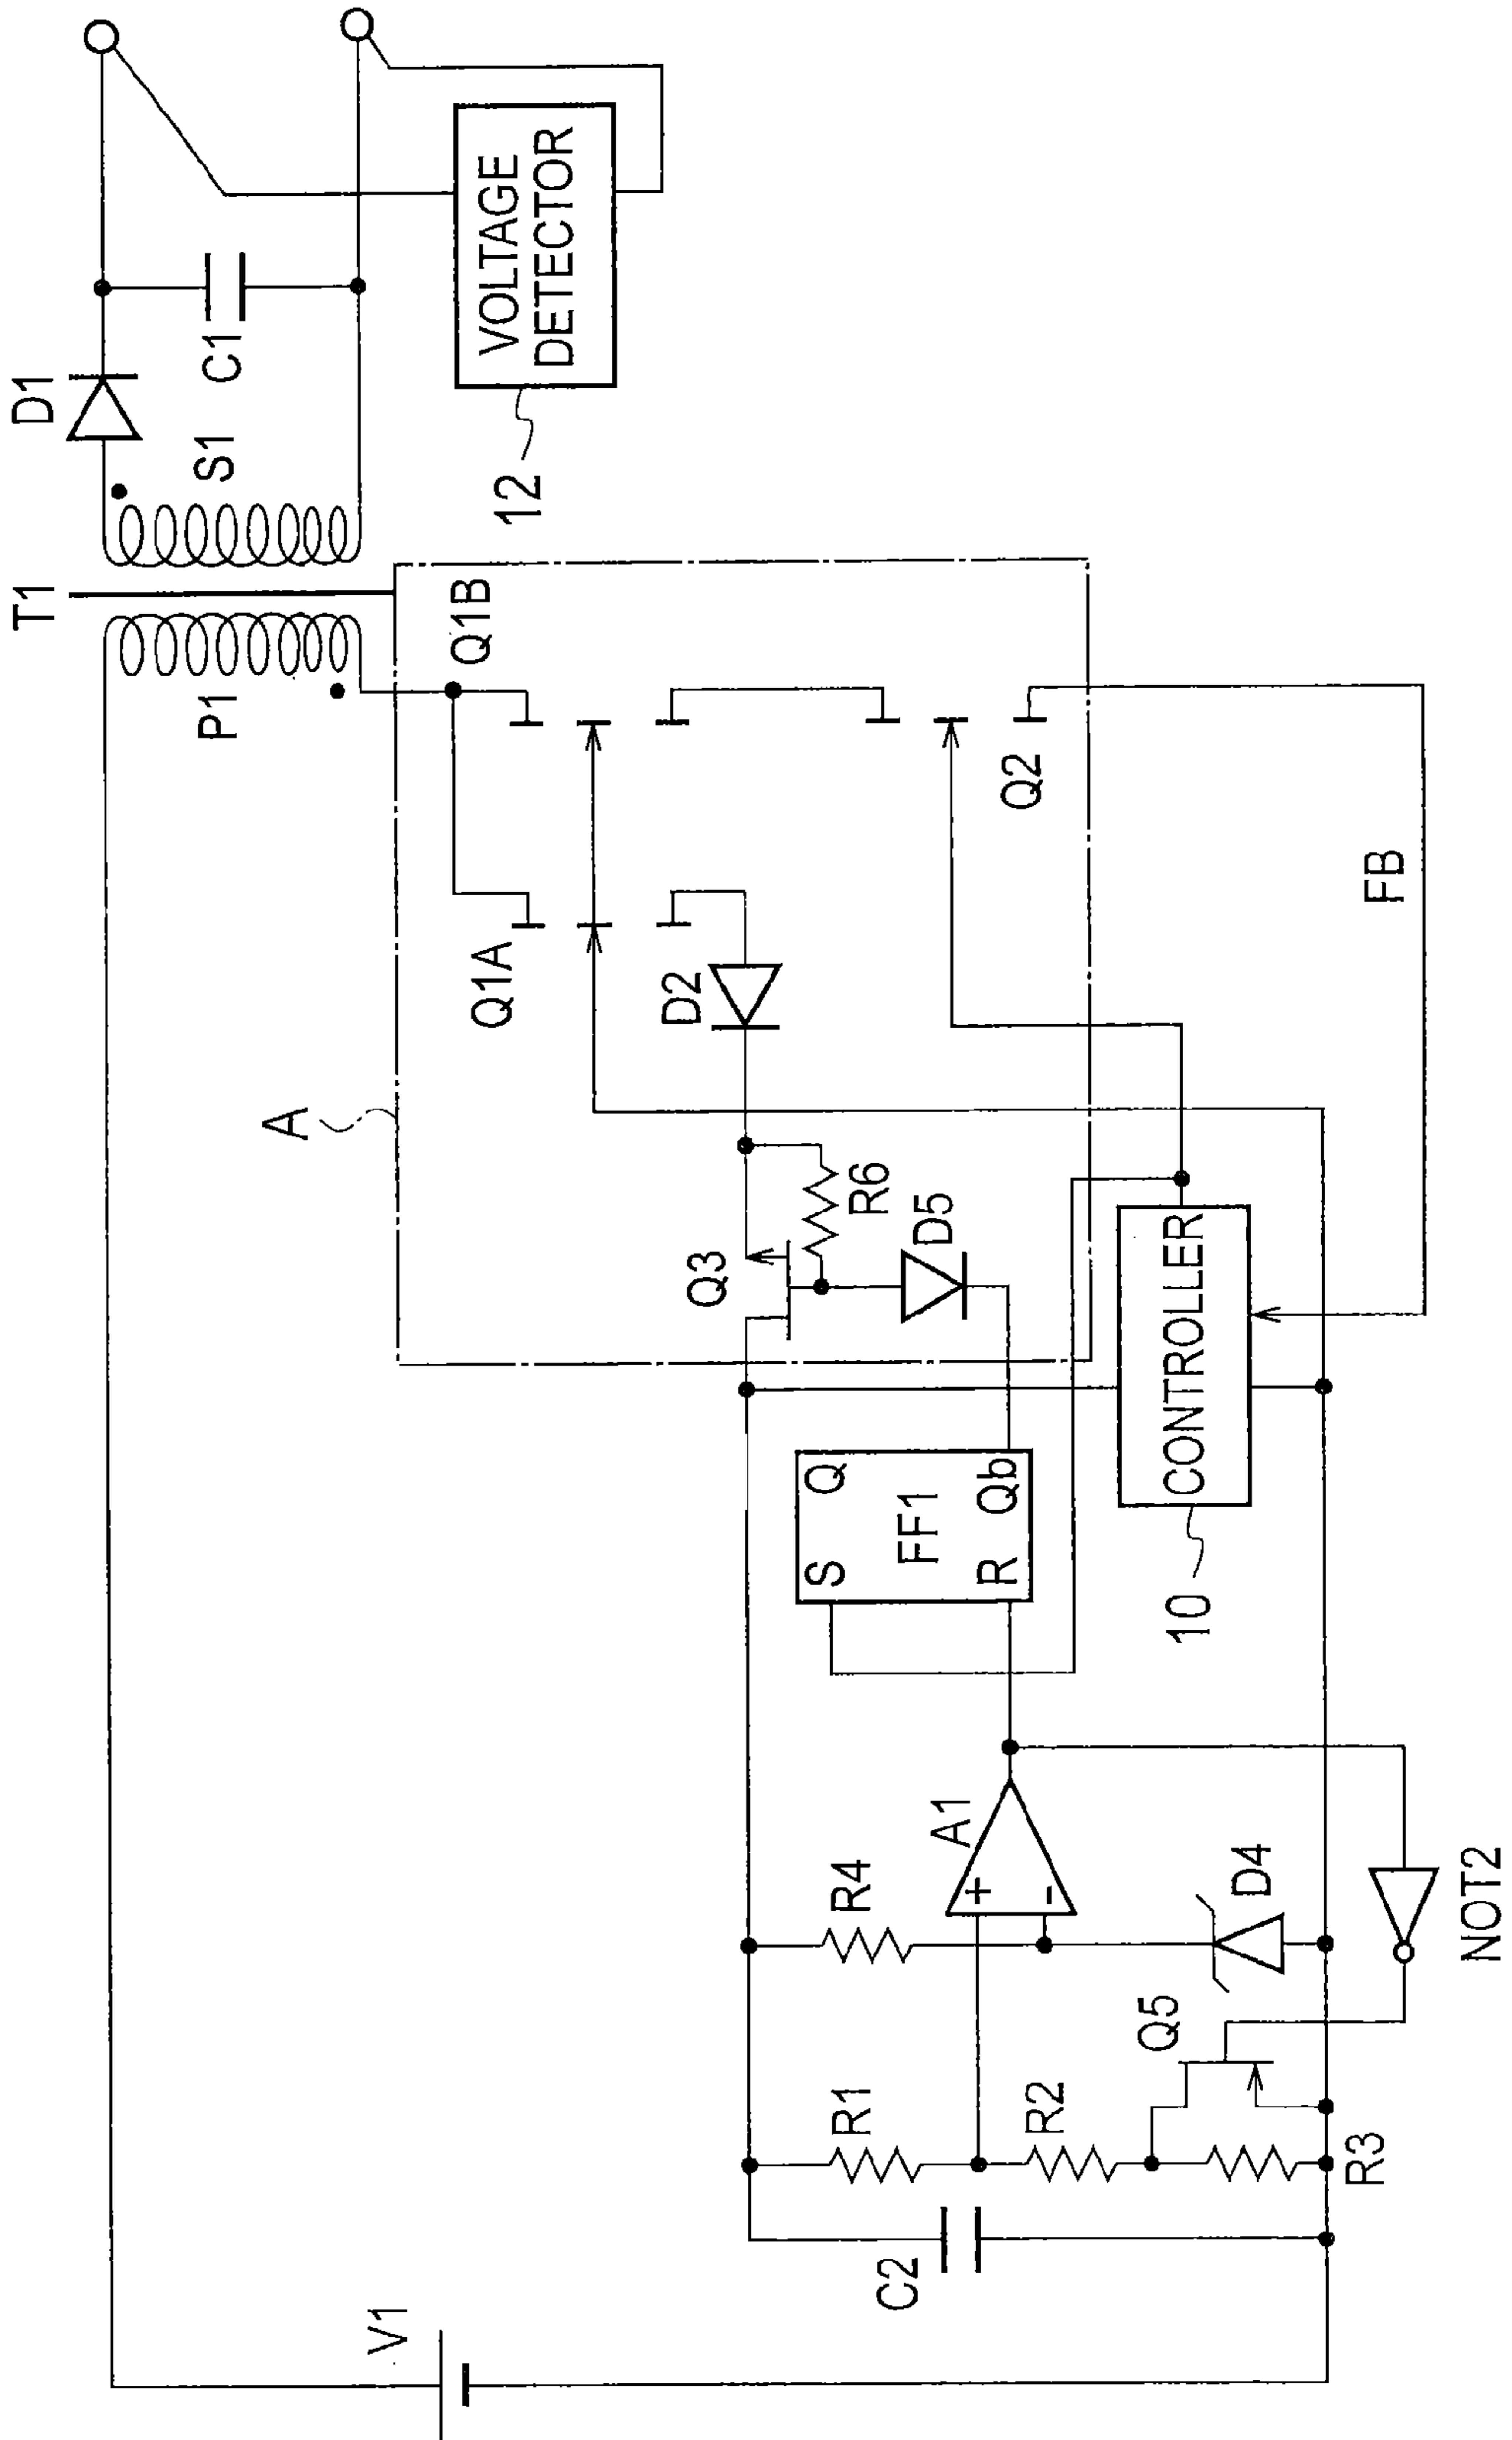 T1
D1
P1
S1
C1
VOLTAGE
DETECTOR
12
A
Q1B
Q1A
D2
Q2
Q3
R6
D5
FB
V1
S
Q
FF1
R
Qb
CONTROLLER
10
A1
+
-
R4
D4
R1
R2
Q5
C2
R3
NOT2